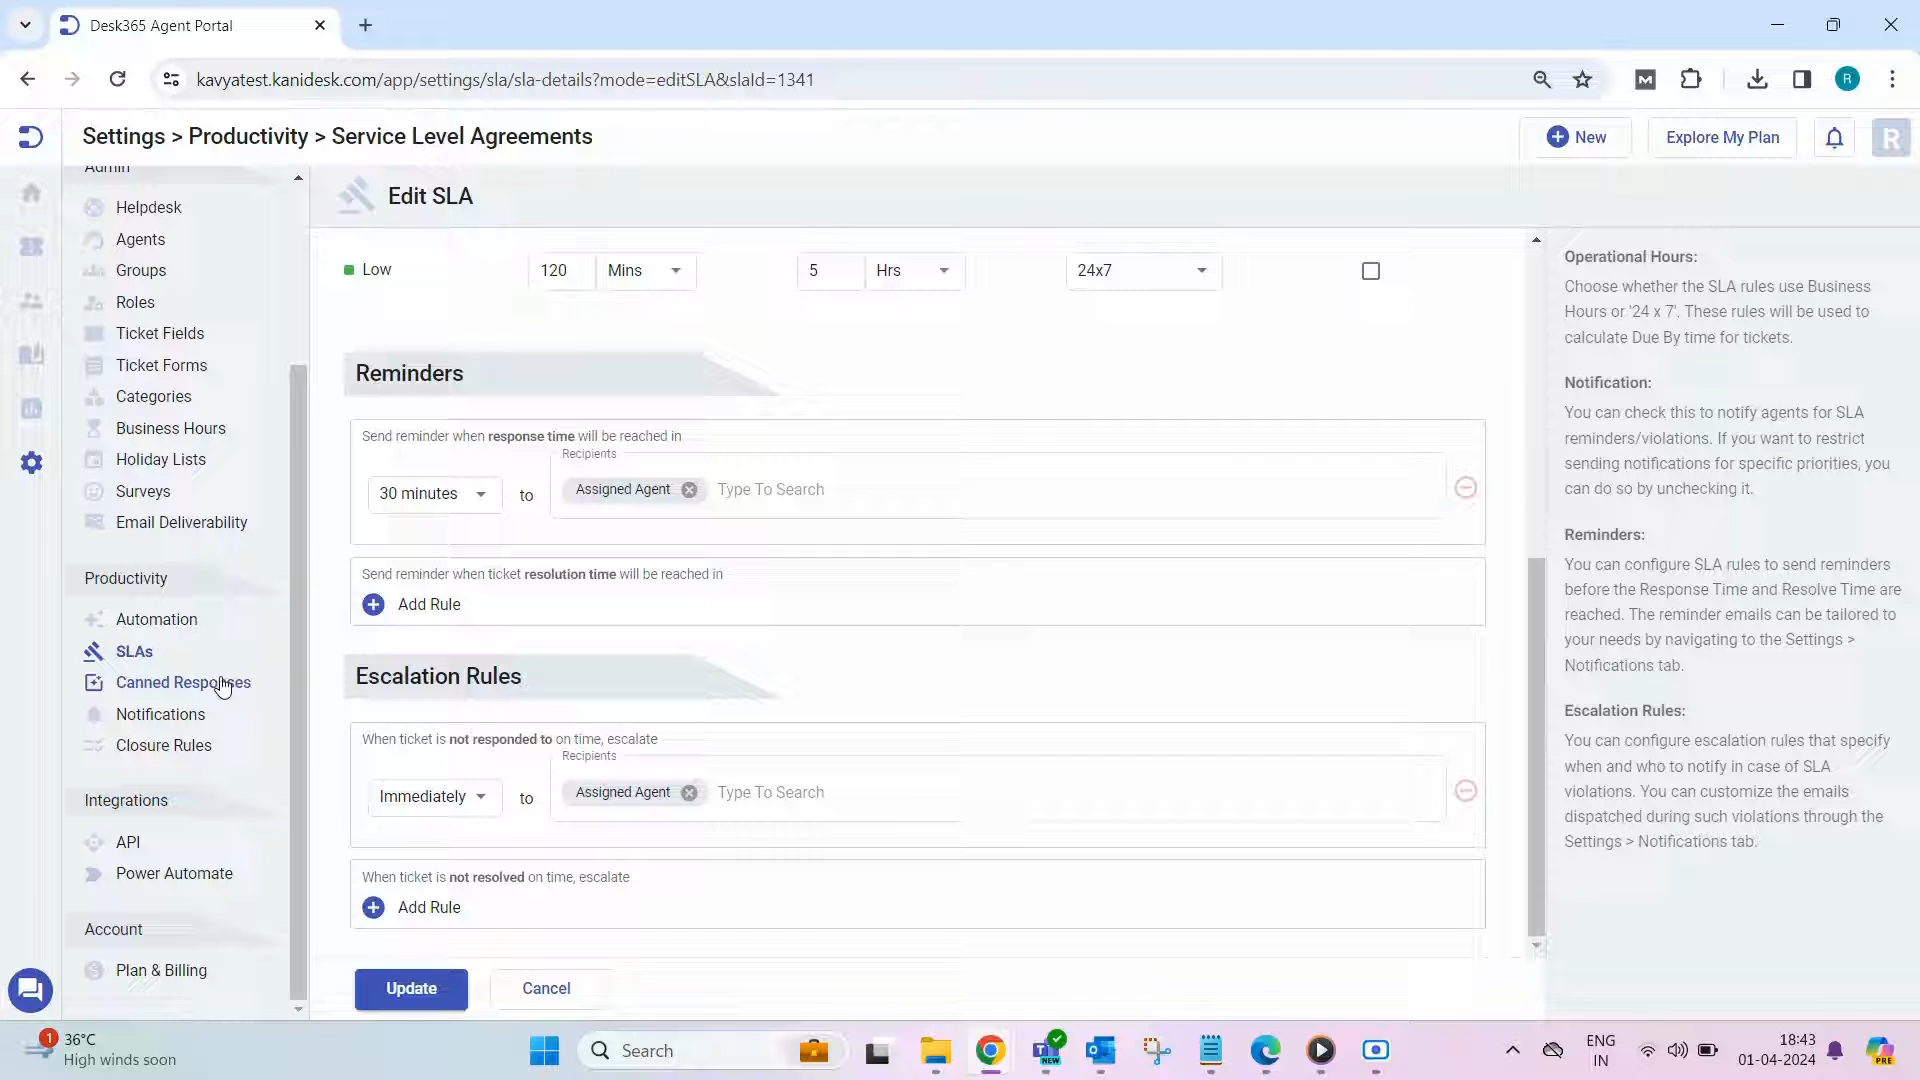 Desk365 Agent Portal
kavyatest.kanidesk.com/app/settings/sla/sla-details?mode=editSLA&slaId=1341
M
R
Settings > Productivity > Service Level Agreements
New
Explore My Plan
R
Admin
Helpdesk
Agents
Groups
Roles
Ticket Fields
Ticket Forms
Categories
Business Hours
Holiday Lists
Surveys
Email Deliverability
Productivity
Automation
SLAs
Canned Responses
Notifications
Closure Rules
Integrations
API
Power Automate
Account
Plan & Billing
Edit SLA
Low
120
Mins
5
Hrs
24x7
Reminders
Send reminder when response time will be reached in
30 minutes
to
Recipients
Assigned Agent
Type To Search
Send reminder when ticket resolution time will be reached in
Add Rule
Escalation Rules
When ticket is not responded to on time, escalate
Immediately
to
Recipients
Assigned Agent
Type To Search
When ticket is not resolved on time, escalate
Add Rule
Update
Cancel
Operational Hours:
Choose whether the SLA rules use Business
Hours or '24 x 7'. These rules will be used to
calculate Due By time for tickets.
Notification:
You can check this to notify agents for SLA
reminders/violations. If you want to restrict
sending notifications for specific priorities, you
can do so by unchecking it.
Reminders:
You can configure SLA rules to send reminders
before the Response Time and Resolve Time are
reached. The reminder emails can be tailored to
your needs by navigating to the Settings >
Notifications tab.
Escalation Rules:
You can configure escalation rules that specify
when and who to notify in case of SLA
violations. You can customize the emails
dispatched during such violations through the
Settings > Notifications tab.
1
36°C
High winds soon
Search
NEW
ENG
IN
18:43
01-04-2024
PRE